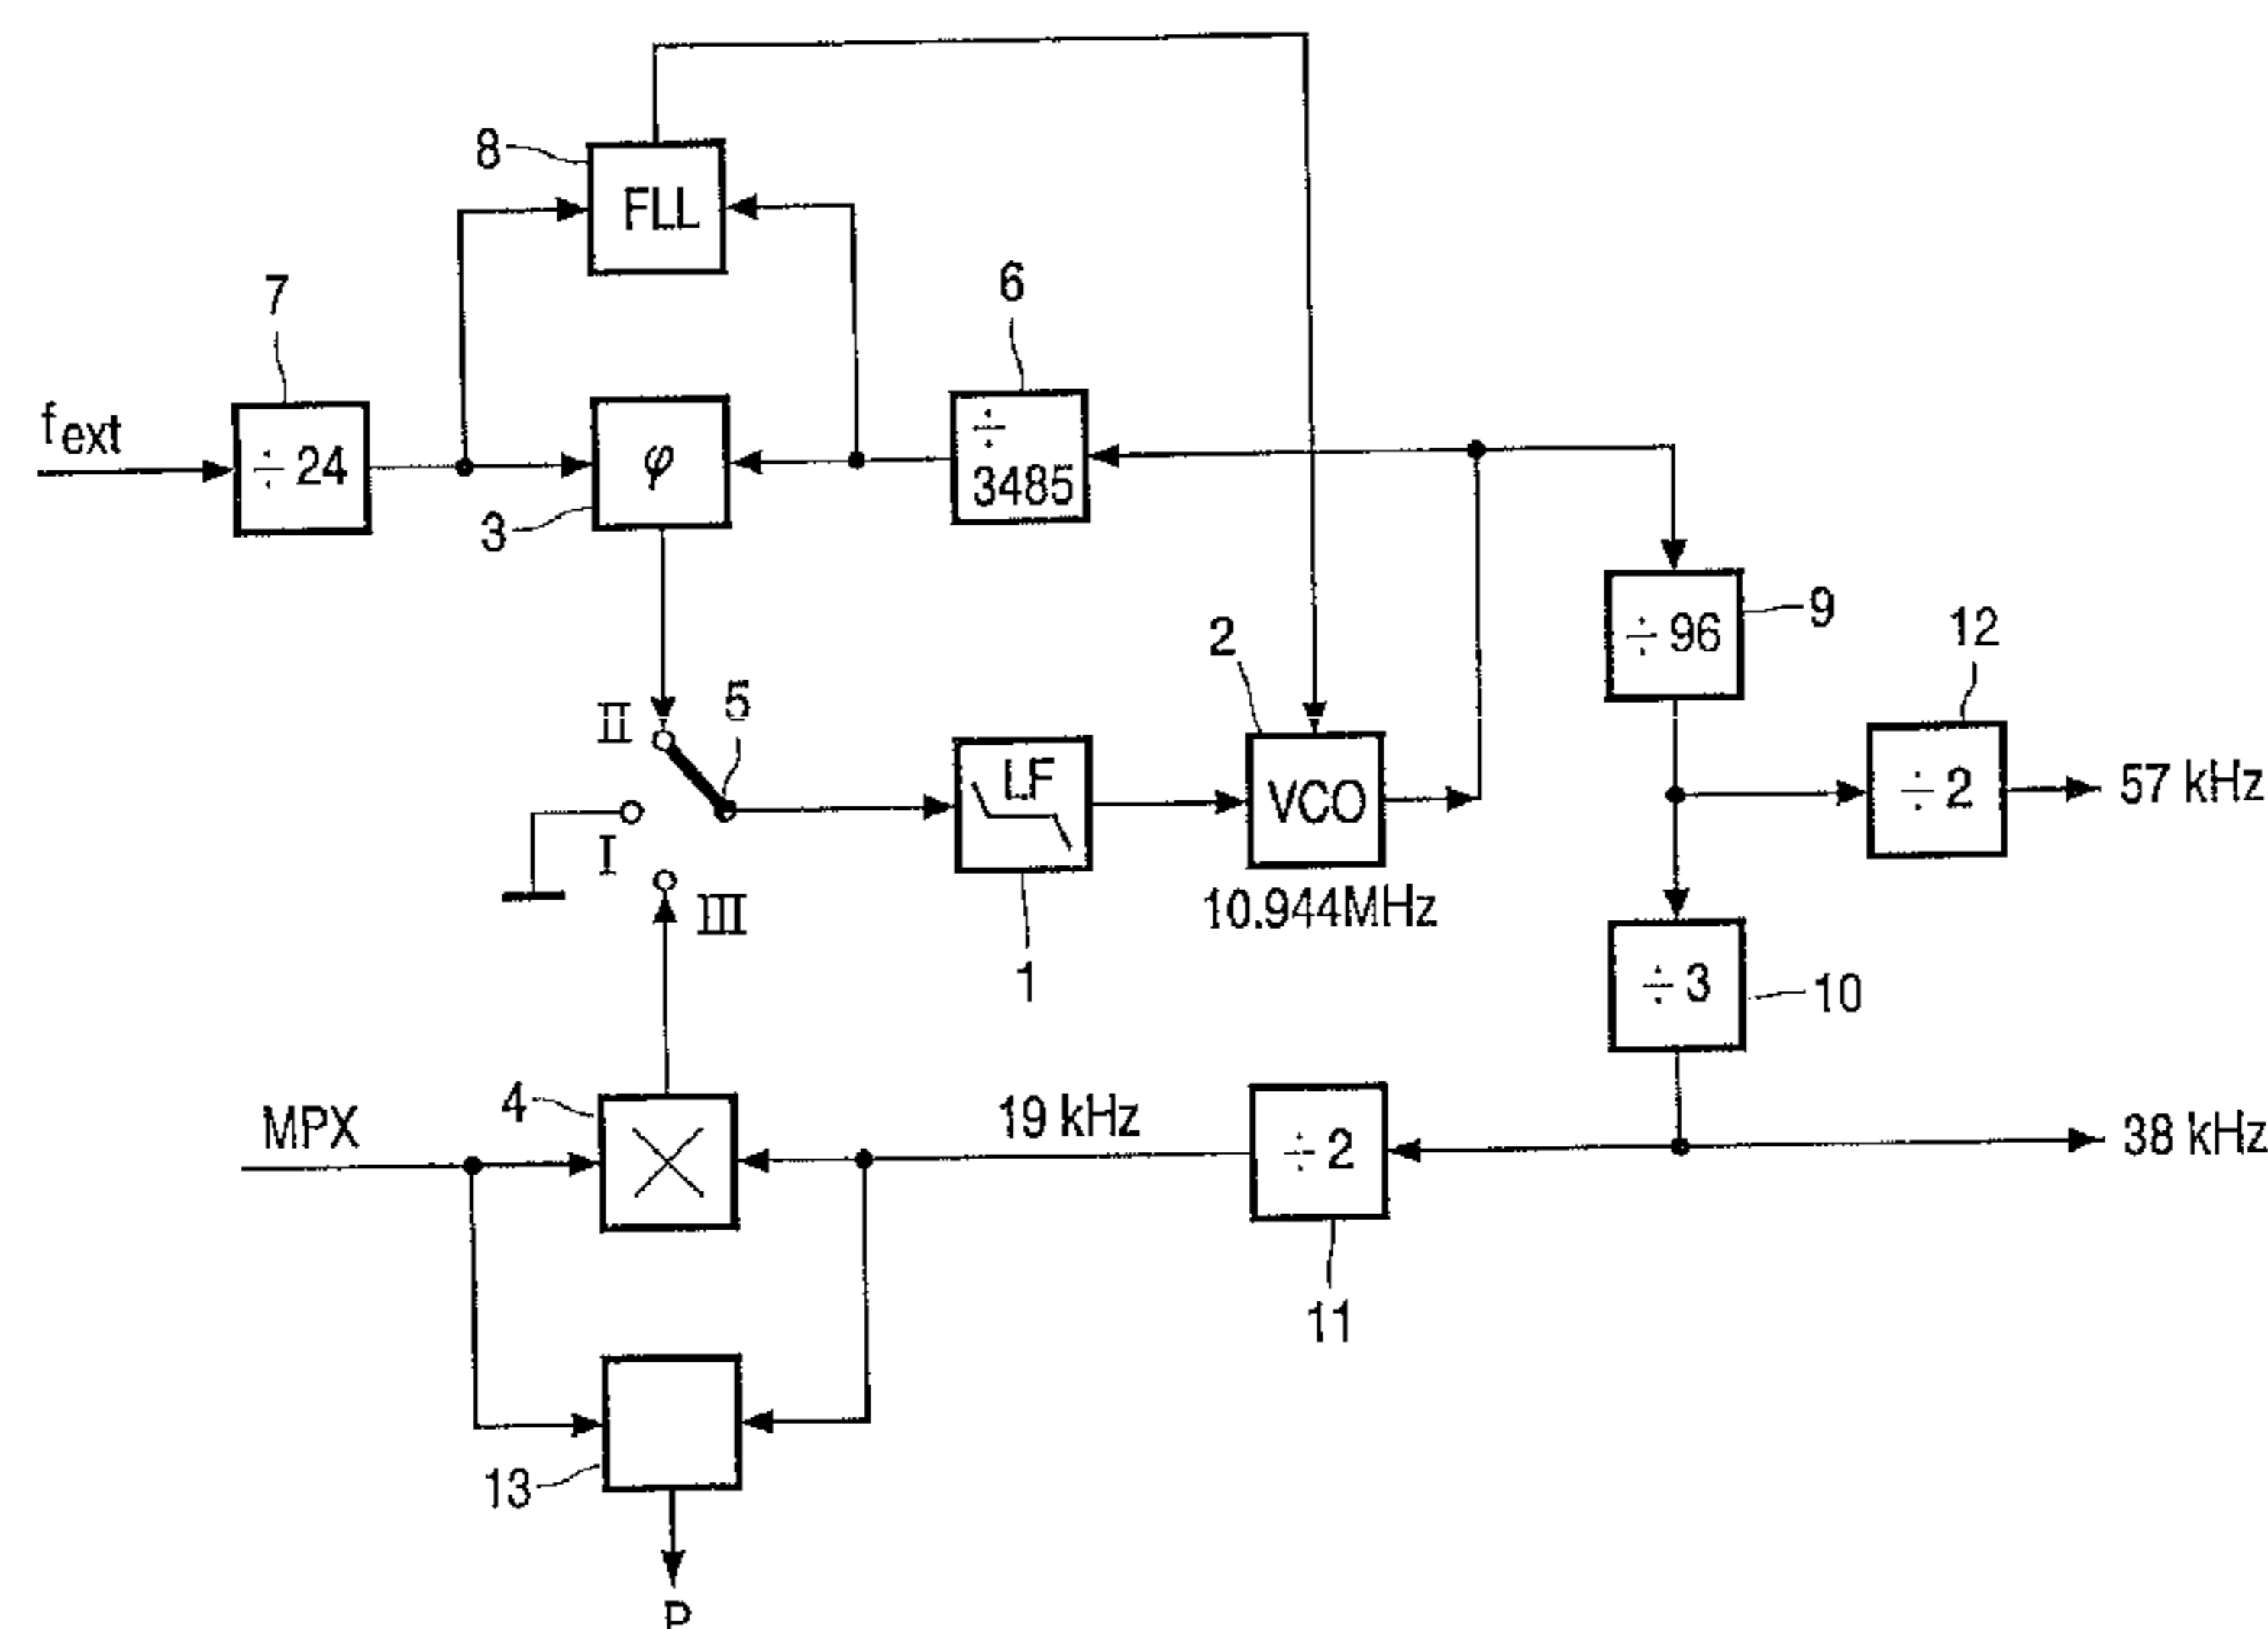 8
FLL
7
6
f ext
÷ 24
φ
÷
3485
3
9
÷ 96
12
2
5
II
LF
VCO
÷ 2
57 kHz
I
10.944MHz
III
1
÷ 3
10
4
MPX
19 kHz
÷ 2
38 kHz
11
13
P